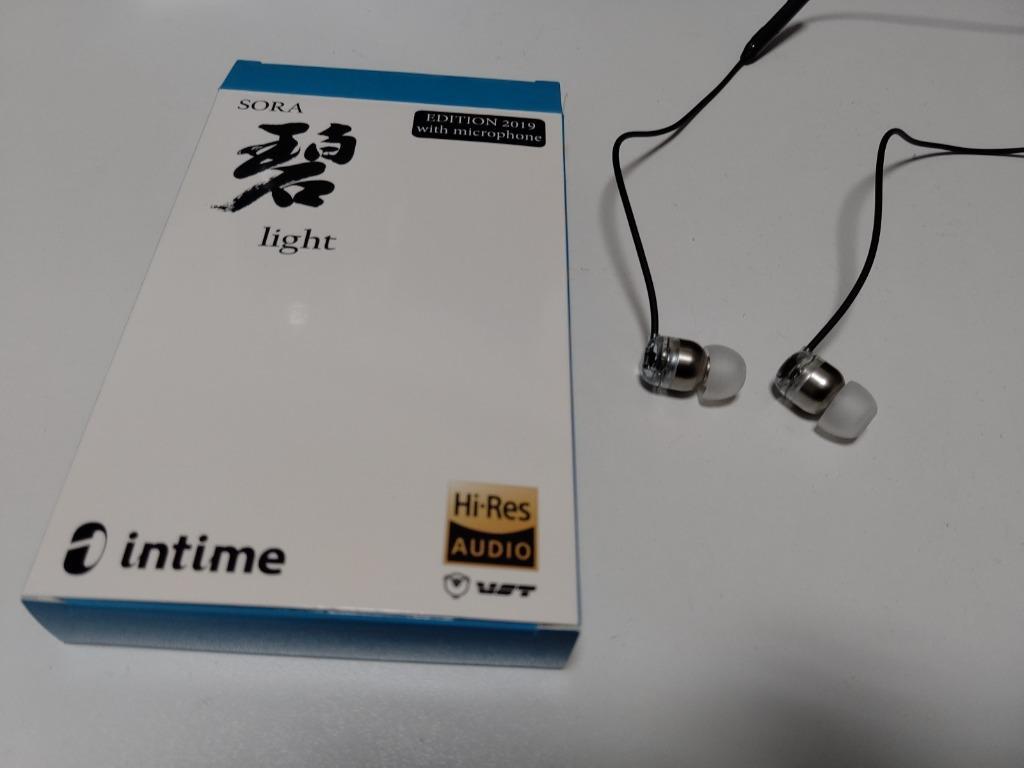 SORA
碧
light
EDITION 2019
with microphone
intime
Hi-Res
AUDIO
VST